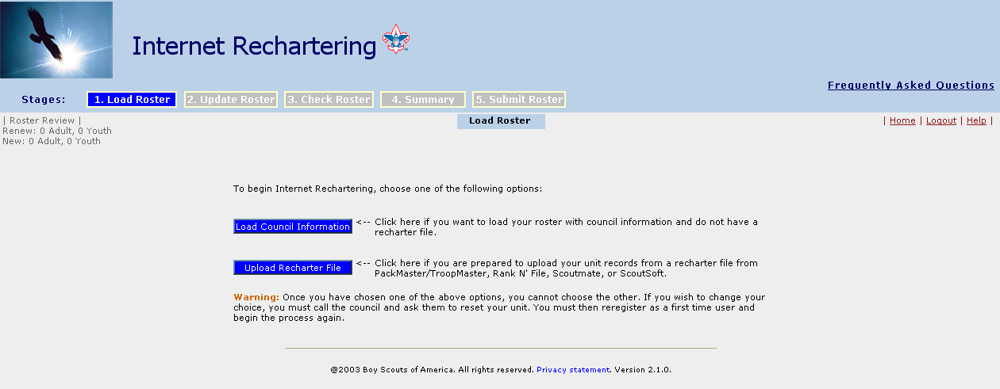 Internet Rechartering
Frequently Asked Questions
Stages: 1. Load Roster 2. Update Roster 3. Check Roster 4. Summary 5. Submit Roster
| Roster Review |
Renew: 0 Adult, 0 Youth
New: 0 Adult, 0 Youth
Load Roster
| Home | Logout | Help |
To begin Internet Rechartering, choose one of the following options:
Load Council Information <-- Click here if you want to load your roster with council information and do not have a
recharter file.
Upload Recharter File <-- Click here if you are prepared to upload your unit records from a recharter file from
PackMaster/TroopMaster, Rank N' File, Scoutmate, or ScoutSoft.
Warning: Once you have chosen one of the above options, you cannot choose the other. If you wish to change your
choice, you must call the council and ask them to reset your unit. You must then reregister as a first time user and
begin the process again.
@2003 Boy Scouts of America. All rights reserved. Privacy statement. Version 2.1.0.